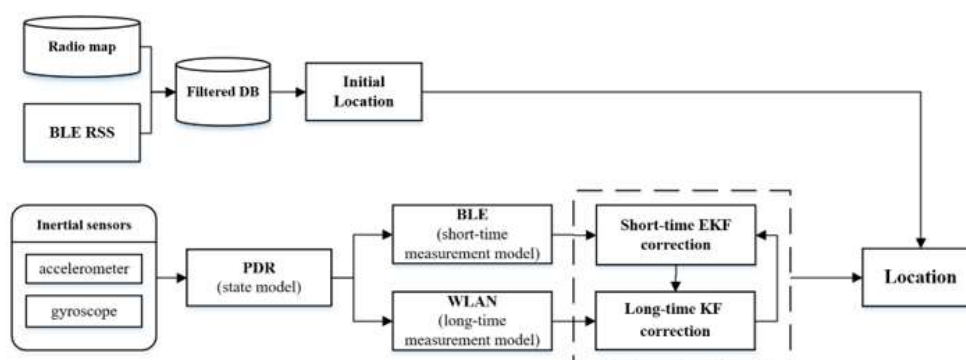 Radio map
BLE RSS
Filtered DB
Initial
Location
Inertial sensors
accelerometer
gyroscope
PDR
(state model)
BLE
(short-time
measurement model)
WLAN
(long-time
measurement model)
Short-time EKF
correction
Long-time KF
correction
Location